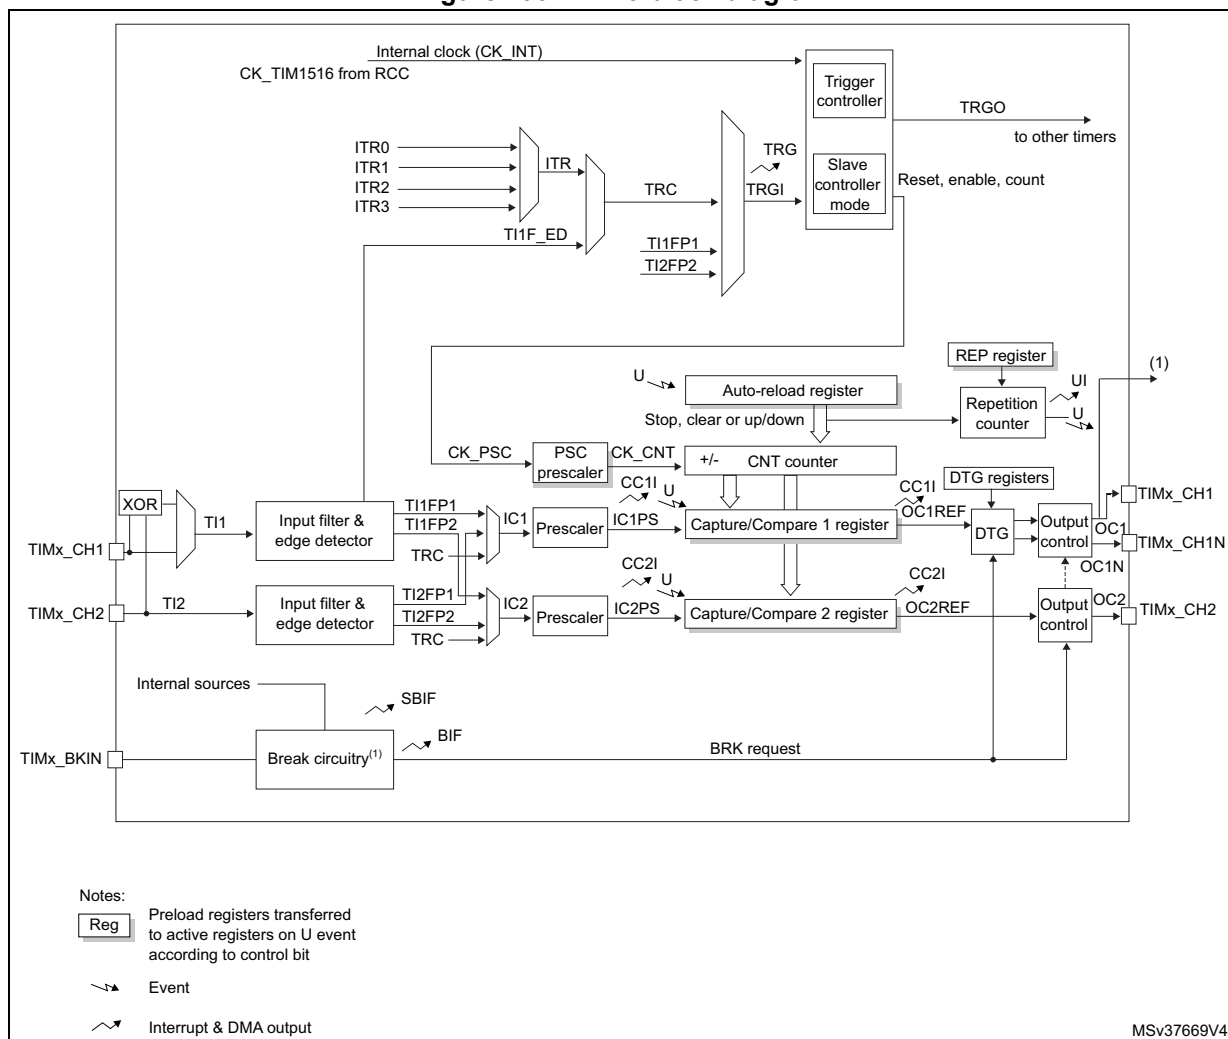 Internal clock (CK_INT)
CK_TIM1516 from RCC
Trigger
controller
TRGO
to other timers
ITR0
ITR1
ITR2
ITR3
ITR
TRC
TRG
TRGI
Slave
controller
mode
Reset, enable, count
TI1F_ED
TI1FP1
TI2FP2
REP register
(1)
U
Auto-reload register
UI
Repetition
counter
U
Stop, clear or up/down
CK_PSC
PSC
prescaler
CK_CNT
+/-
CNT counter
DTG registers
CC1I
U
CC1I
XOR
TI1
Input filter &
edge detector
TI1FP1
TI1FP2
TRC
IC1
Prescaler
IC1PS
Capture/Compare 1 register
OC1REF
DTG
Output
control
OC1
OC1N
TIMx_CH1
TIMx_CH1N
TIMx_CH1
TIMx_CH2
TI2
Input filter &
edge detector
TI2FP1
TI2FP2
TRC
IC2
Prescaler
CC2I
U
IC2PS
Capture/Compare 2 register
CC2I
OC2REF
Output
control
OC2
TIMx_CH2
Internal sources
SBIF
BIF
TIMx_BKIN
Break circuitry(1)
BRK request
Notes:
Reg
Preload registers transferred
to active registers on U event
according to control bit
Event
Interrupt & DMA output
MSv37669V4